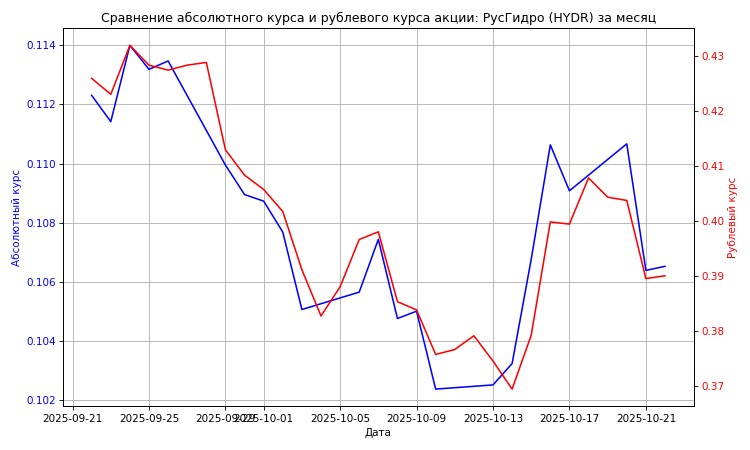 Сравнение абсолютного курса и рублевого курса акции: РусГидро (HYDR) за месяц
0.114
0.112
0.110
0.108
0.106
0.104
0.102
Абсолютный курс
0.43
0.42
0.41
0.40
0.39
0.38
0.37
Рублевый курс
2025-09-21 2025-09-25 2025-09-29 2025-10-01 2025-10-05 2025-10-09 2025-10-13 2025-10-17 2025-10-21
Дата